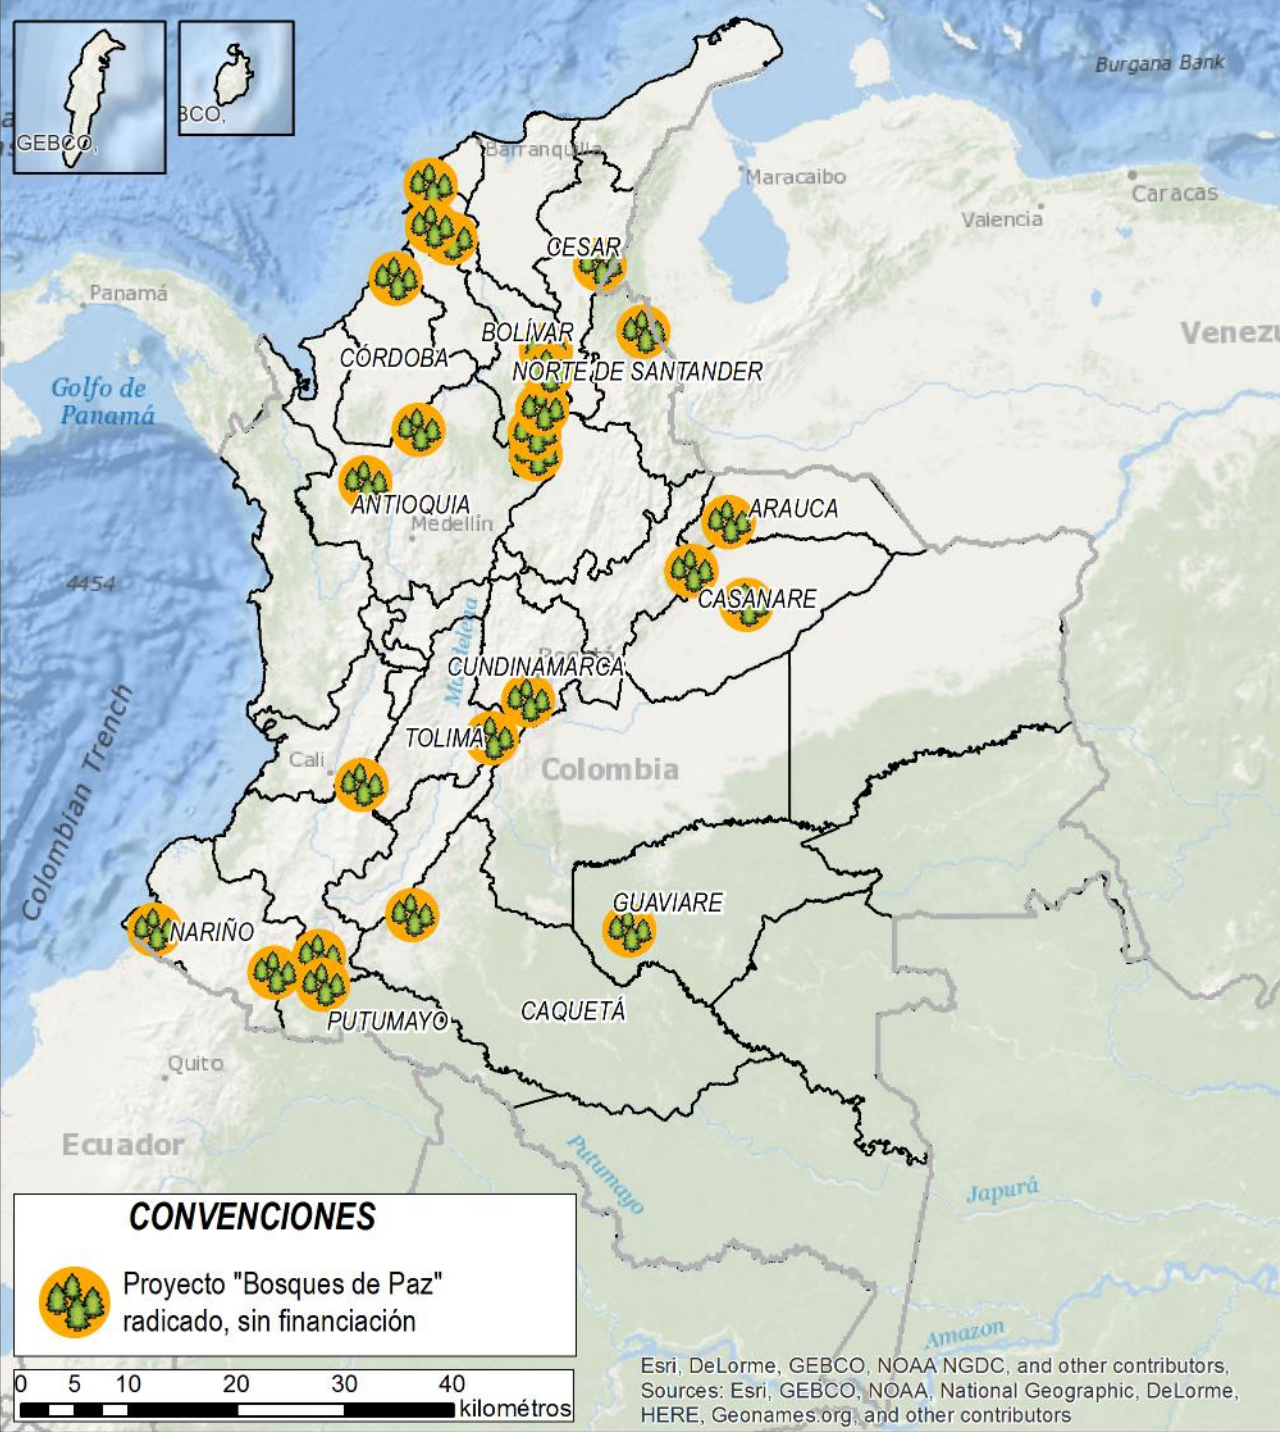 GEBCO,
BCO,
Burgana Bank
Barranquilla
Maracaibo
Caracas
Valencia
CESAR
Panamá
BOLÍVAR
Venezu
CÓRDOBA
NORTE DE SANTANDER
Golfo de
Panamá
ANTIOQUIA
ARAUCA
Medellín
4454
CASANARE
CUNDINAMARCA
TOLIMA
Cali
Colombia
Colombian Trench
GUAVIARE
NARIÑO
CAQUETÁ
PUTUMAYO
Quito
Ecuador
Putumayo
Japurá
Amazon
CONVENCIONES
Proyecto "Bosques de Paz"
radicado, sin financiación
0 5 10 20 30 40
kilométros
Esri, DeLorme, GEBCO, NOAA NGDC, and other contributors,
Sources: Esri, GEBCO, NOAA, National Geographic, DeLorme,
HERE, Geonames.org, and other contributors